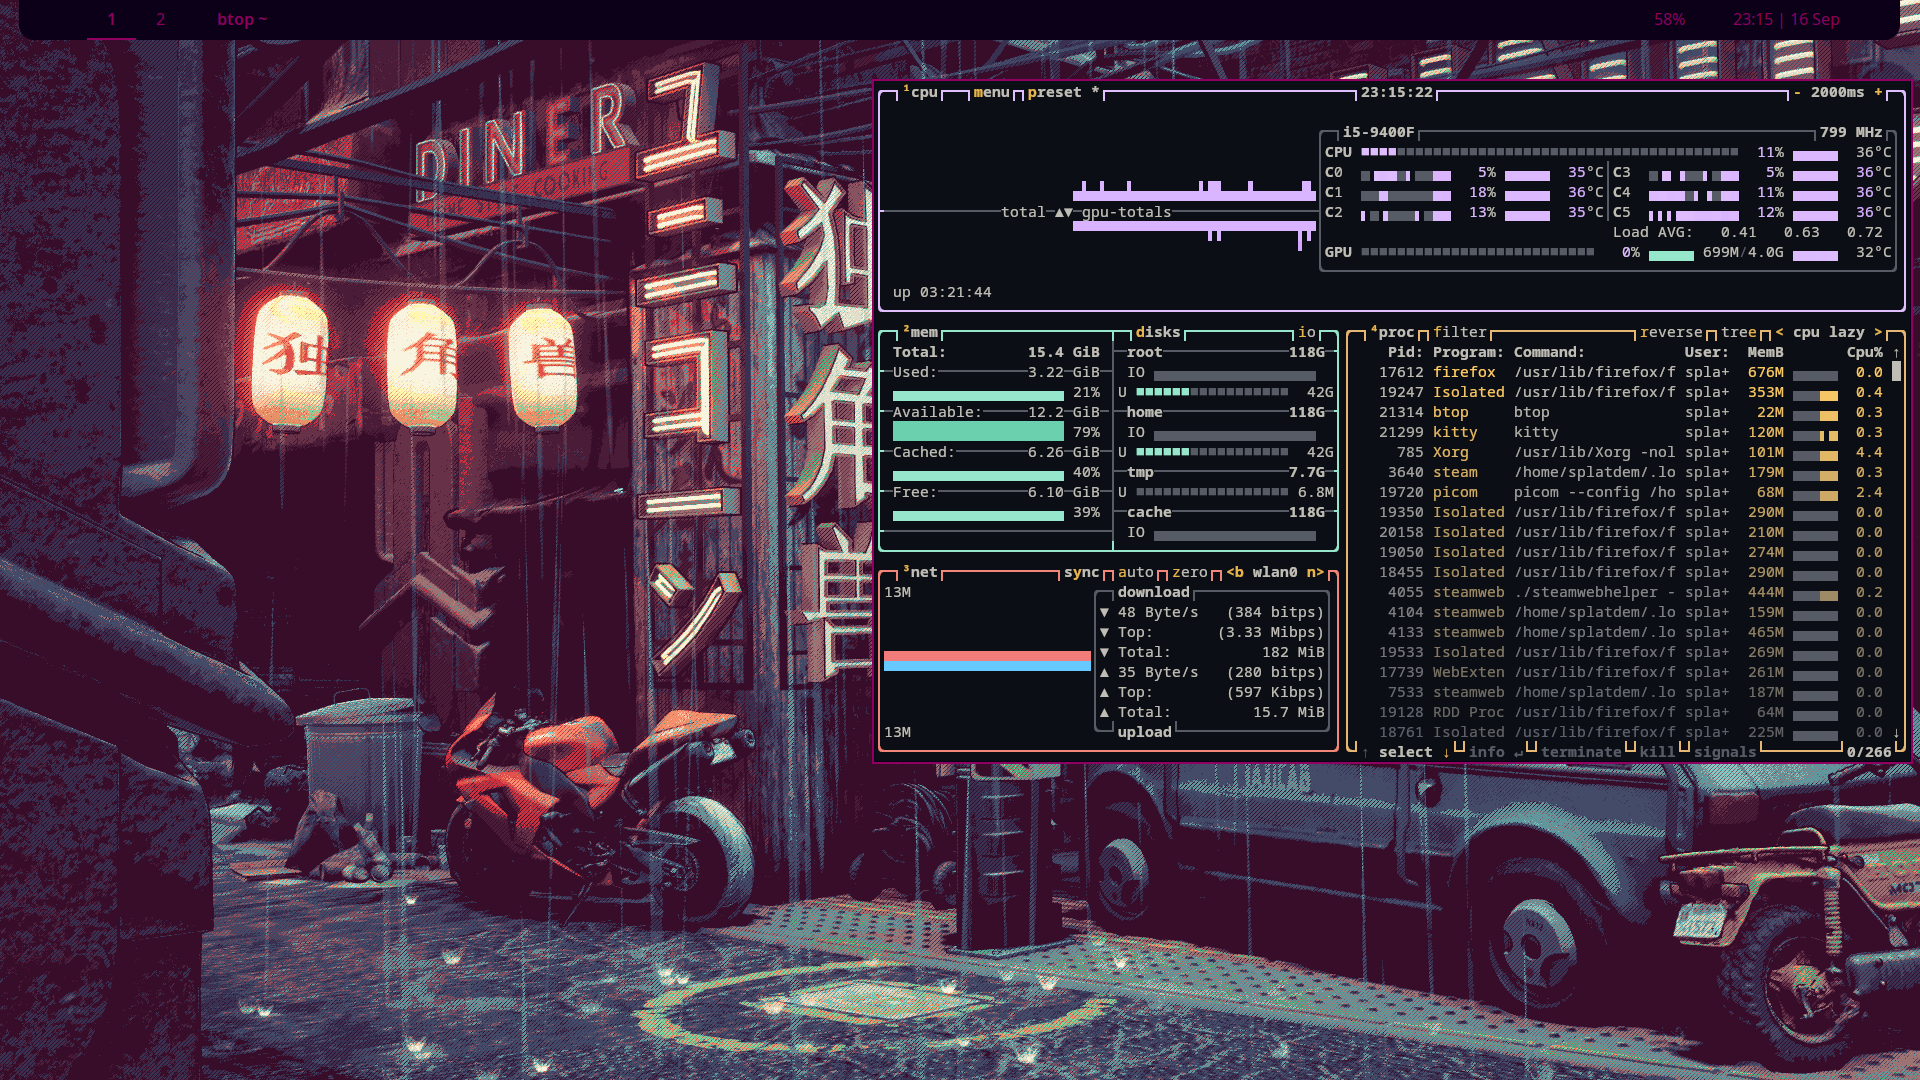 1 2 btop ~ 58% 23:15 | 16 Sep
DINER
COOKING
ユニコーン
独角
独
角
獣
¹cpu menu preset * 23:15:22 - 2000ms +
i5-9400F 799 MHz
CPU 11% 36°C
C0 5% 35°C C3 5% 36°C
C1 18% 36°C C4 11% 36°C
C2 13% 35°C C5 12% 36°C
total ▲▼ gpu-totals
Load AVG: 0.41 0.63 0.72
GPU 0% 699M/4.0G 32°C
up 03:21:44
²mem disks io
Total: 15.4 GiB
Used: 3.22 GiB
21%
Available: 12.2 GiB
79%
Cached: 6.26 GiB
40%
Free: 6.10 GiB
39%
root 118G
IO
U 42G
home 118G
IO
U 42G
tmp 7.7G
U 6.8M
cache 118G
IO
³net sync auto zero <b wlan0 n>
13M
download
▼ 48 Byte/s (384 bitps)
▼ Top: (3.33 Mibps)
▼ Total: 182 MiB
▲ 35 Byte/s (280 bitps)
▲ Top: (597 Kibps)
▲ Total: 15.7 MiB
13M
upload
⁴proc filter reverse tree < cpu lazy >
Pid: Program: Command: User: MemB Cpu% ↑
17612 firefox /usr/lib/firefox/f spla+ 676M 0.0
19247 Isolated /usr/lib/firefox/f spla+ 353M 0.4
21314 btop btop spla+ 22M 0.3
21299 kitty kitty spla+ 120M 0.3
785 Xorg /usr/lib/Xorg -nol spla+ 101M 4.4
3640 steam /home/splatdem/.lo spla+ 179M 0.3
19720 picom picom --config /ho spla+ 68M 2.4
19350 Isolated /usr/lib/firefox/f spla+ 290M 0.0
20158 Isolated /usr/lib/firefox/f spla+ 210M 0.0
19050 Isolated /usr/lib/firefox/f spla+ 274M 0.0
18455 Isolated /usr/lib/firefox/f spla+ 290M 0.0
4055 steamweb ./steamwebhelper - spla+ 444M 0.2
4104 steamweb /home/splatdem/.lo spla+ 159M 0.0
4133 steamweb /home/splatdem/.lo spla+ 465M 0.0
19533 Isolated /usr/lib/firefox/f spla+ 269M 0.0
17739 WebExten /usr/lib/firefox/f spla+ 261M 0.0
7533 steamweb /home/splatdem/.lo spla+ 187M 0.0
19128 RDD Proc /usr/lib/firefox/f spla+ 64M 0.0
18761 Isolated /usr/lib/firefox/f spla+ 225M 0.0 ↓
↑ select ↓ info ↵ terminate kill signals 0/266